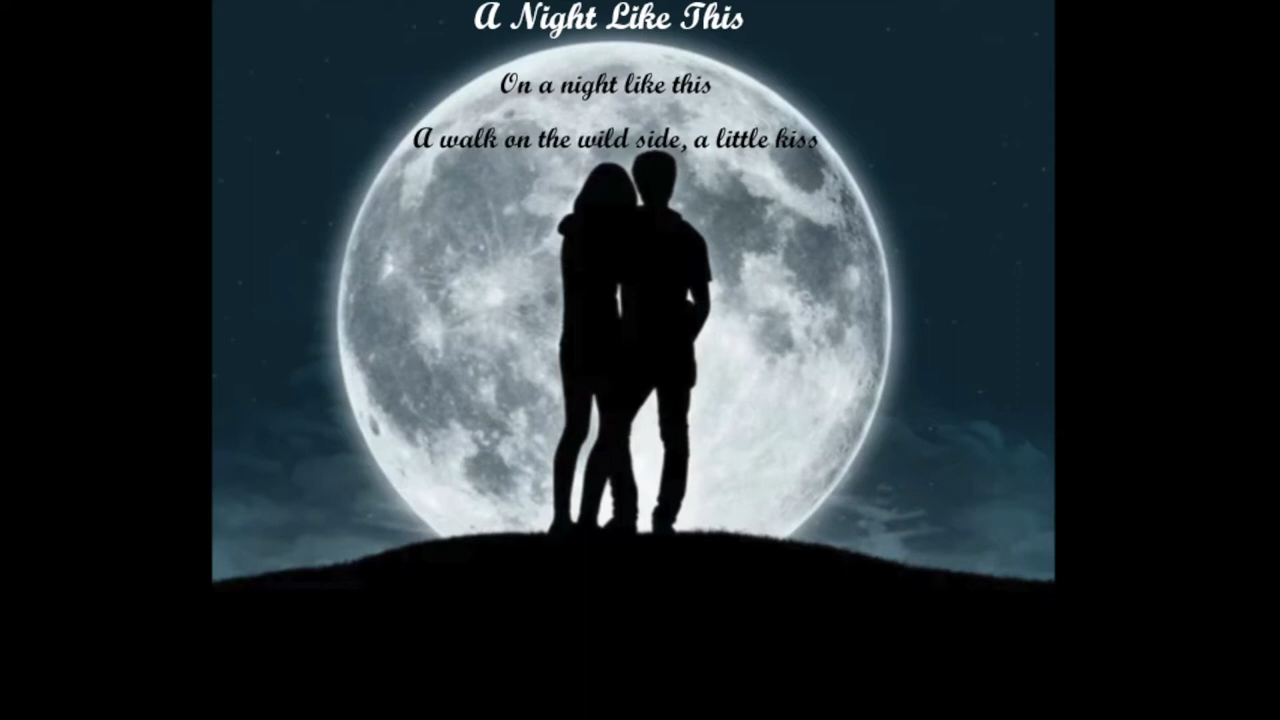 A Night Like This
On a night like this
A walk on the wild side, a little kiss